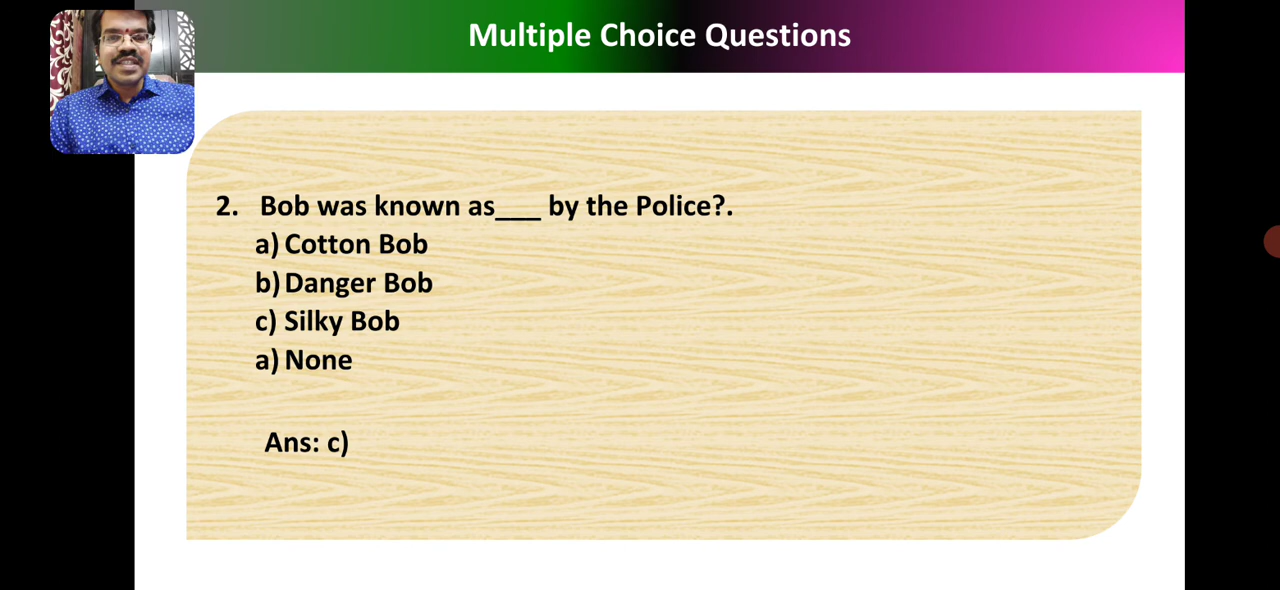 Multiple Choice Questions
2. Bob was known as___ by the Police?.
a) Cotton Bob
b) Danger Bob
c) Silky Bob
a) None
Ans: c)